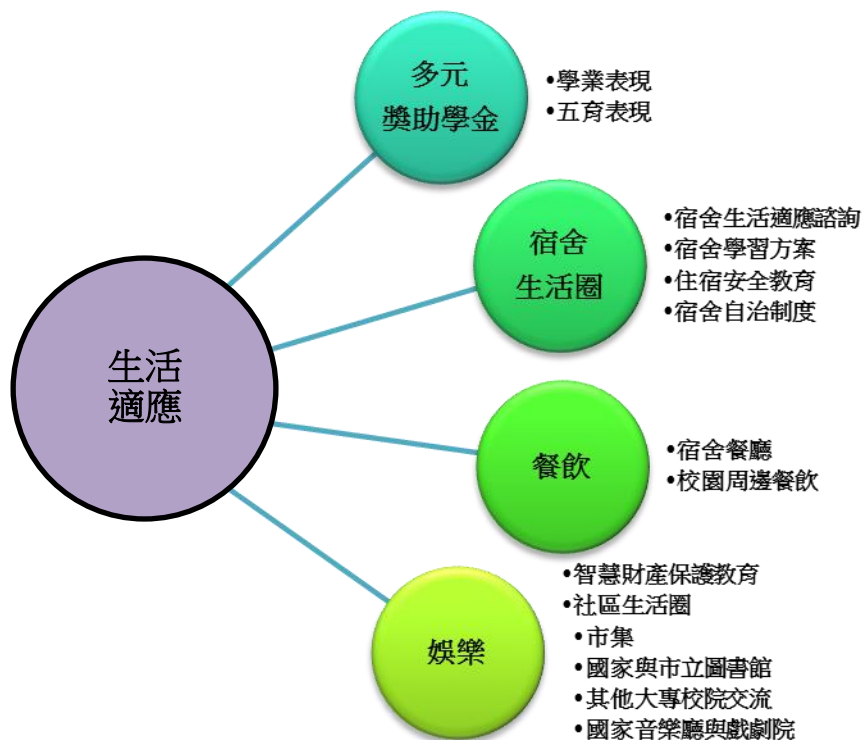 生活
適應
多元
獎助學金
•學業表現
•五育表現
宿舍
生活圈
•宿舍生活適應諮詢
•宿舍學習方案
•住宿安全教育
•宿舍自治制度
餐飲
•宿舍餐廳
•校園周邊餐飲
娛樂
•智慧財產保護教育
•社區生活圈
•市集
•國家與市立圖書館
•其他大專校院交流
•國家音樂廳與戲劇院